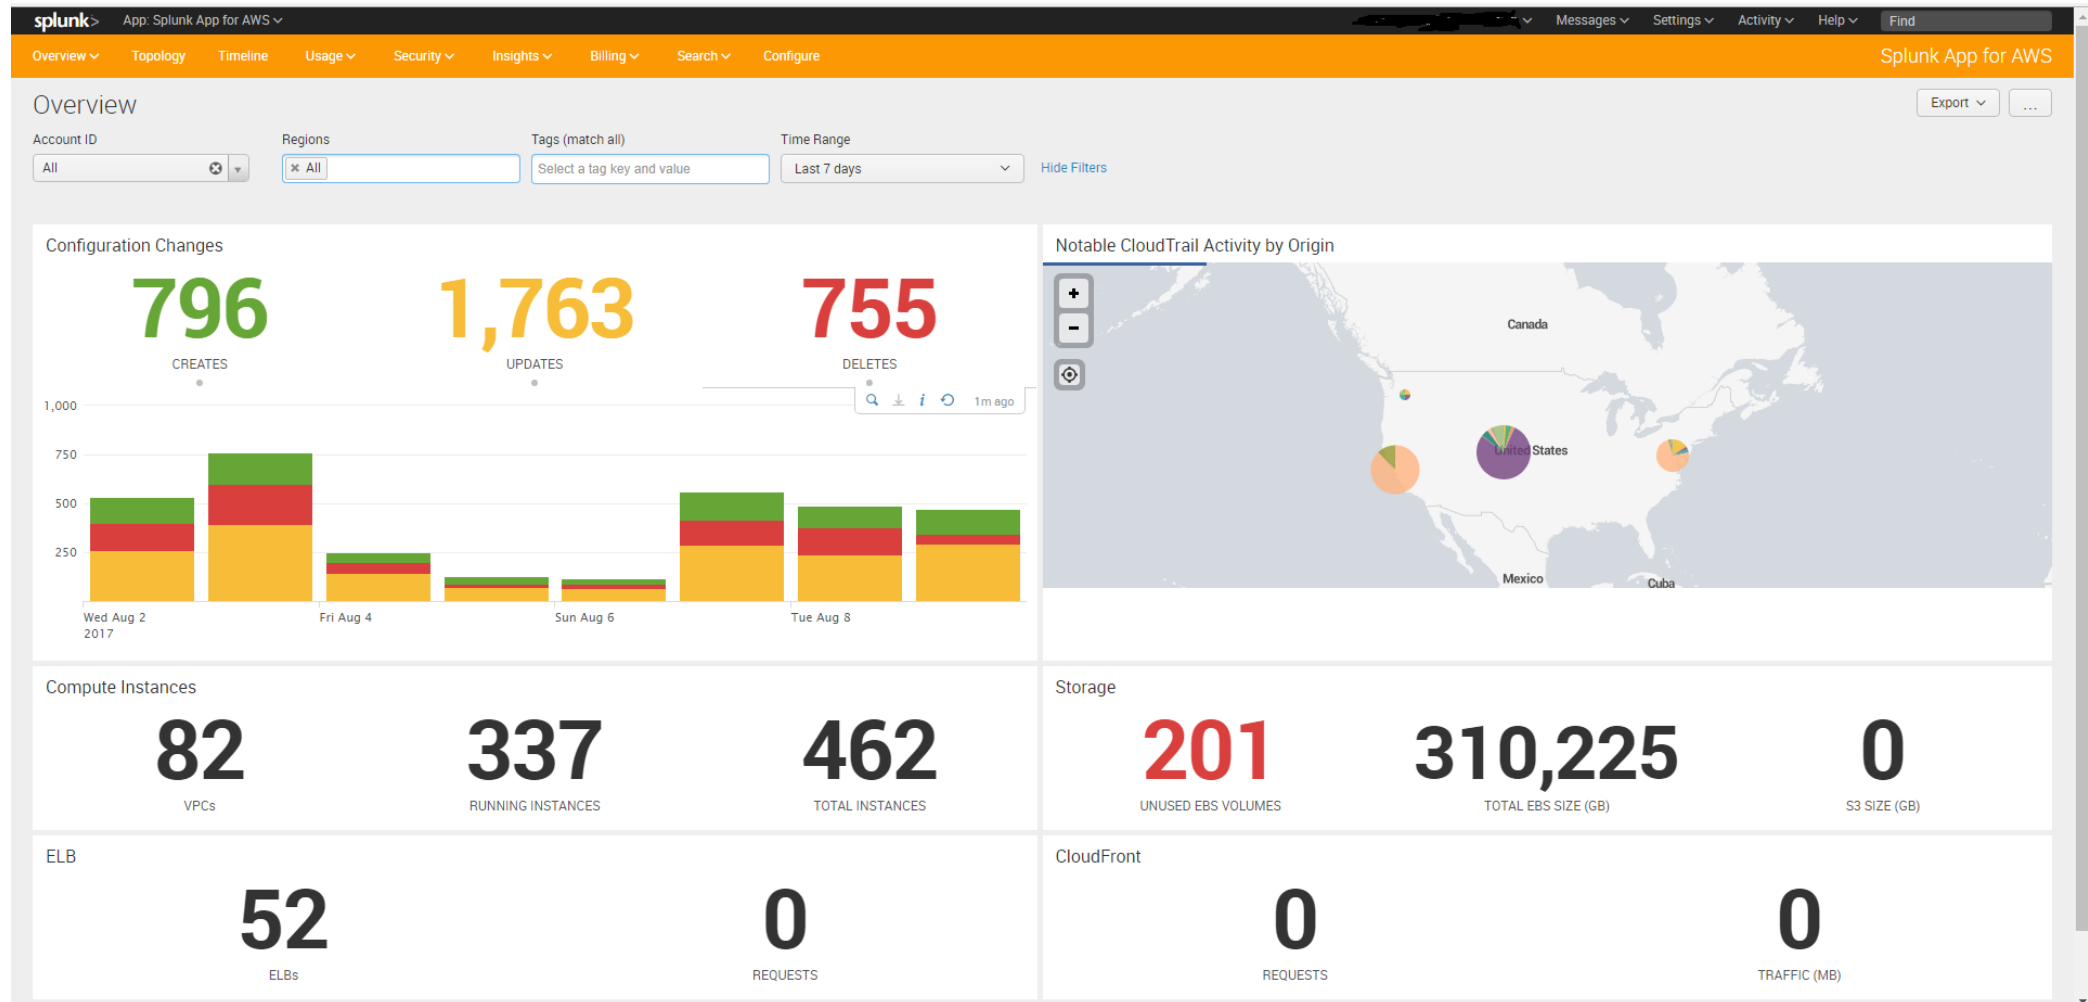 splunk> App: Splunk App for AWS Messages Settings Activity Help Find
Overview Topology Timeline Usage Security Insights Billing Search Configure Splunk App for AWS
Overview Export ...
Account ID Regions Tags (match all) Time Range
All All Select a tag key and value Last 7 days Hide Filters
Configuration Changes
796 1,763 755
CREATES UPDATES DELETES
1m ago
1,000
750
500
250
Wed Aug 2 Fri Aug 4 Sun Aug 6 Tue Aug 8
2017
Notable CloudTrail Activity by Origin
+
-
Canada
United States
Mexico
Cuba
Compute Instances
82 337 462
VPCs RUNNING INSTANCES TOTAL INSTANCES
Storage
201 310,225 0
UNUSED EBS VOLUMES TOTAL EBS SIZE (GB) S3 SIZE (GB)
ELB
52 0
ELBs REQUESTS
CloudFront
0 0
REQUESTS TRAFFIC (MB)